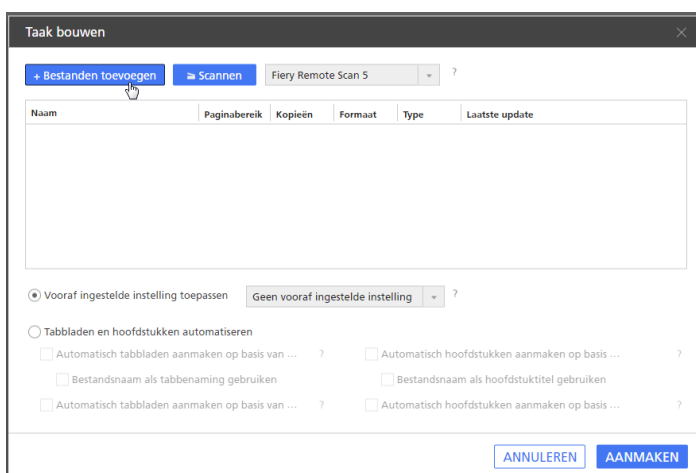 Taak bouwen
+ Bestanden toevoegen Scannen Fiery Remote Scan 5 ?
Naam Paginabereik Kopieën Formaat Type Laatste update
Vooraf ingestelde instelling toepassen Geen vooraf ingestelde instelling ?
Tabbladen en hoofdstukken automatiseren
Automatisch tabbladen aanmaken op basis van ... ? Automatisch hoofdstukken aanmaken op basis ... ?
Bestandsnaam als tabbenaming gebruiken Bestandsnaam als hoofdstuktitel gebruiken
Automatisch tabbladen aanmaken op basis van ... ? Automatisch hoofdstukken aanmaken op basis ... ?
ANNULEREN AANMAKEN